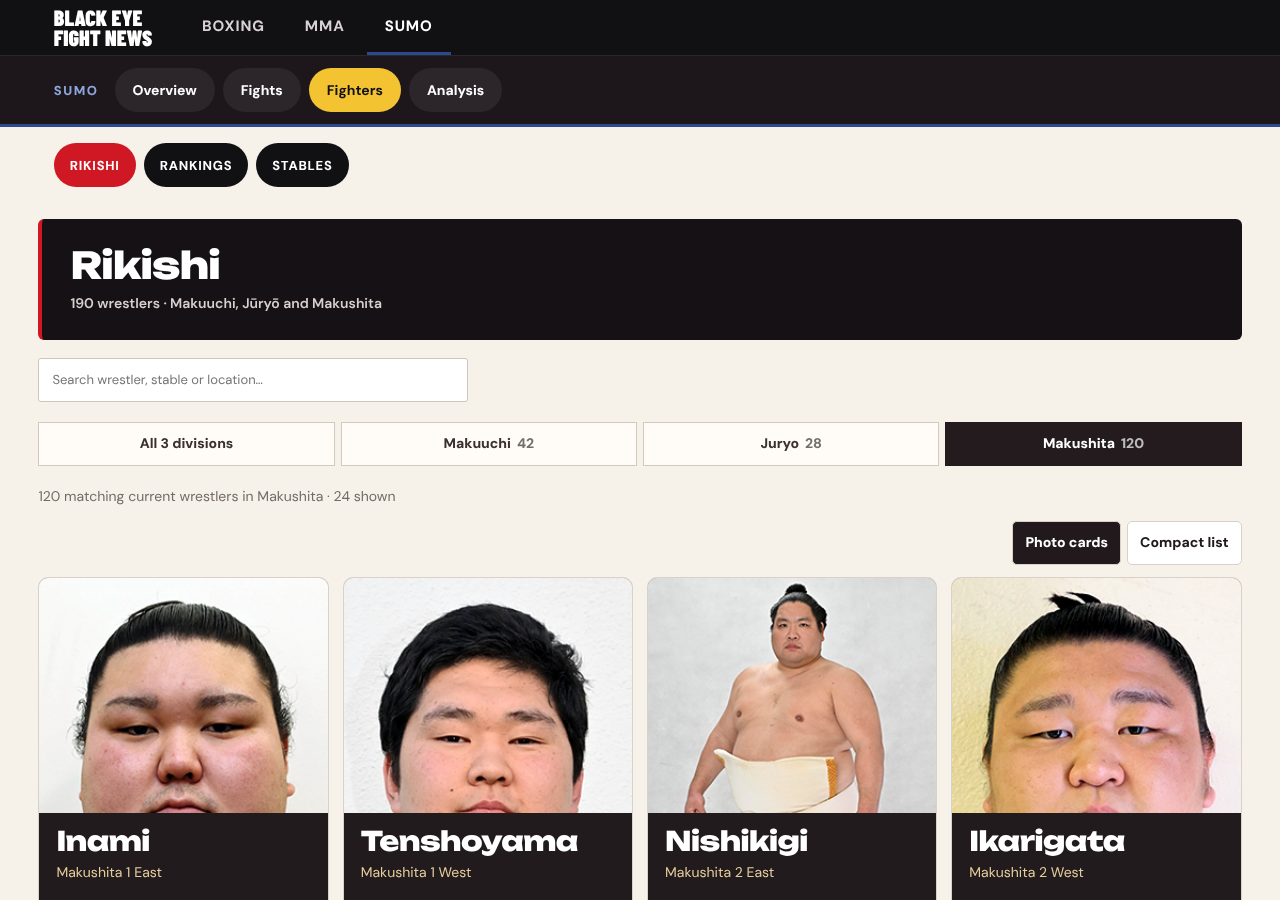 BLACK EYE
FIGHT NEWS
BOXING
MMA
SUMO
SUMO
Overview
Fights
Fighters
Analysis
RIKISHI
RANKINGS
STABLES
Rikishi
190 wrestlers · Makuuchi, Jūryō and Makushita
Search wrestler, stable or location…
All 3 divisions
Makuuchi 42
Juryo 28
Makushita 120
120 matching current wrestlers in Makushita · 24 shown
Photo cards
Compact list
Inami
Makushita 1 East
Tenshoyama
Makushita 1 West
Nishikigi
Makushita 2 East
Ikarigata
Makushita 2 West